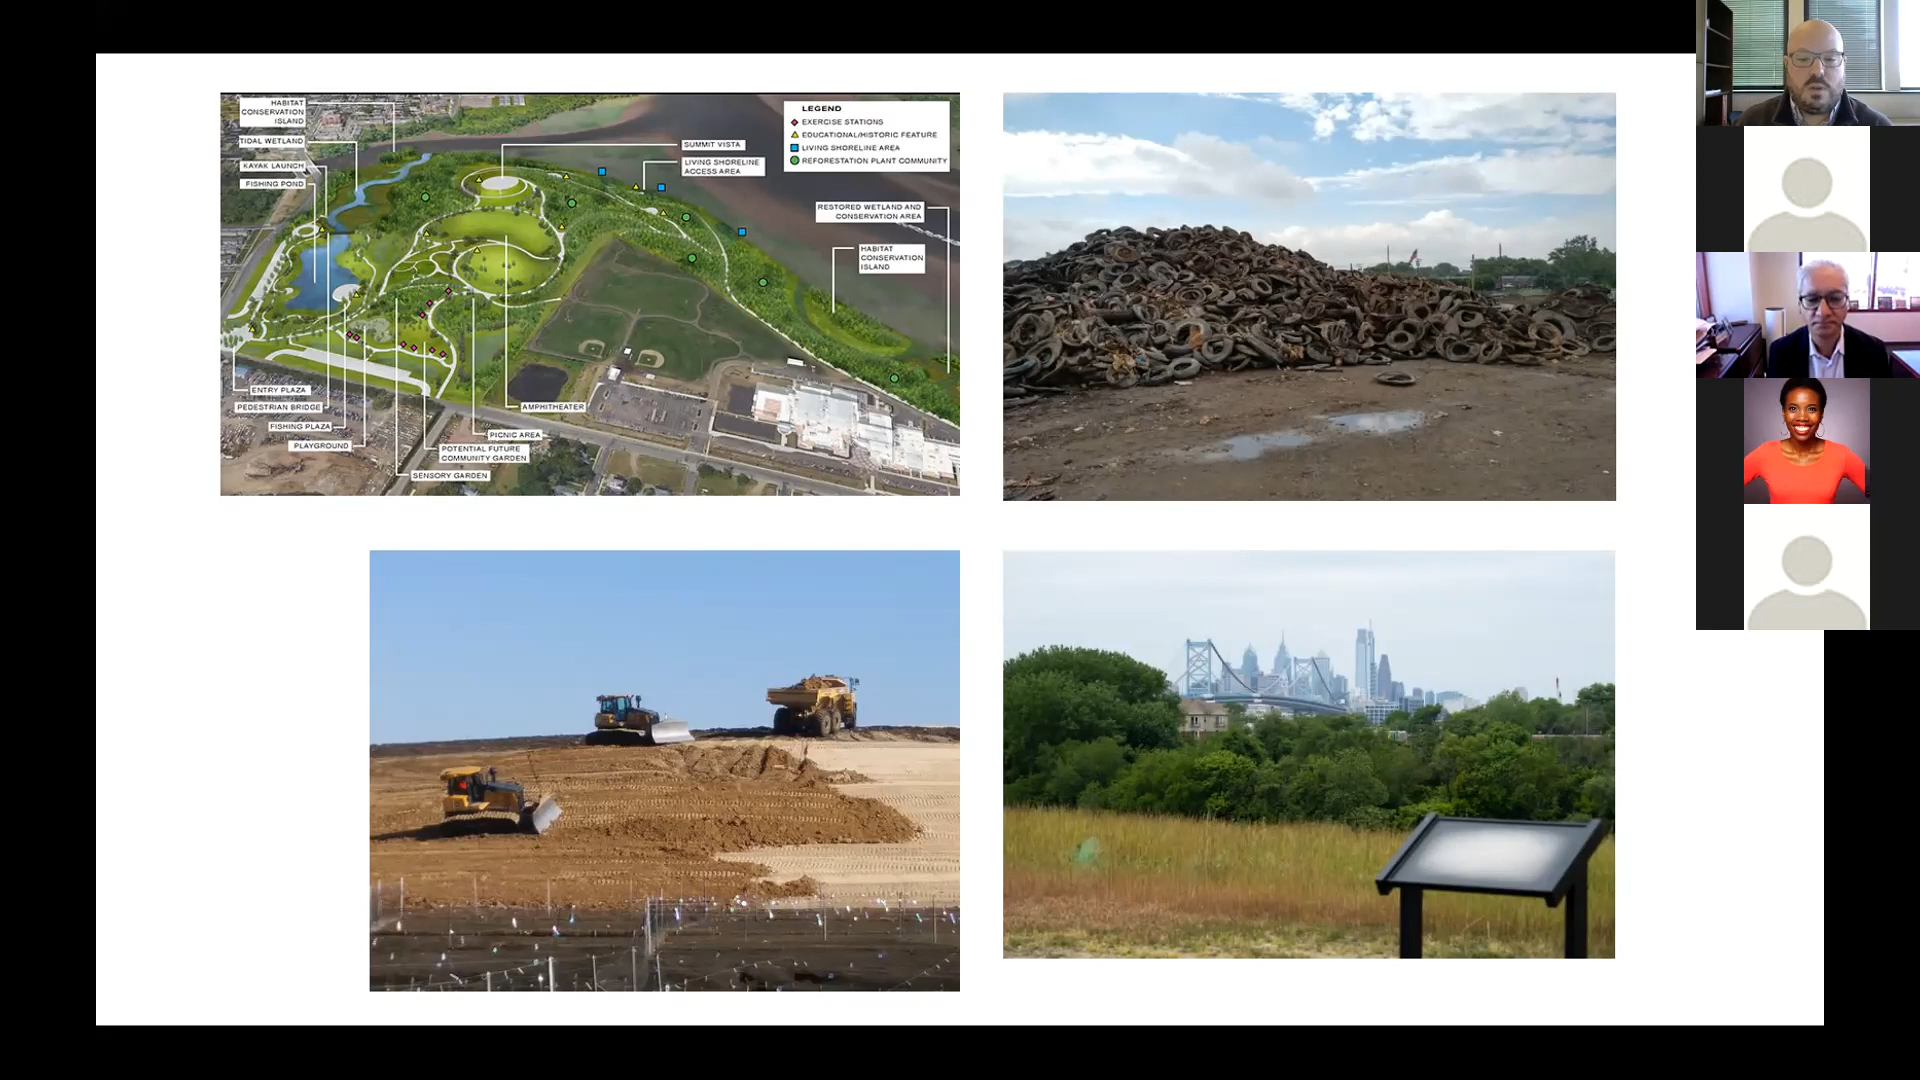 HABITAT
CONSERVATION
ISLAND
TIDAL WETLAND
KAYAK LAUNCH
FISHING POND
SUMMIT VISTA
LIVING SHORELINE
ACCESS AREA
LEGEND
EXERCISE STATIONS
EDUCATIONAL/HISTORIC FEATURE
LIVING SHORELINE AREA
REFORESTATION PLANT COMMUNITY
RESTORED WETLAND AND
CONSERVATION AREA
HABITAT
CONSERVATION
ISLAND
ENTRY PLAZA
PEDESTRIAN BRIDGE
FISHING PLAZA
PLAYGROUND
AMPHITHEATER
PICNIC AREA
POTENTIAL FUTURE
COMMUNITY GARDEN
SENSORY GARDEN